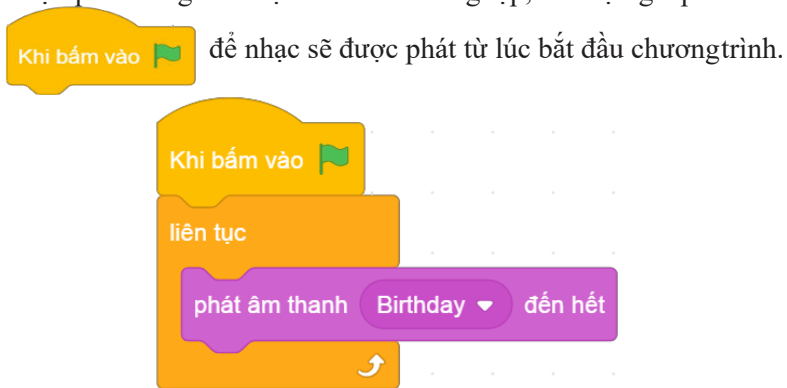 Khi bấm vào để nhạc sẽ được phát từ lúc bắt đầu chươngtrình.
Khi bấm vào
liên tục
phát âm thanh Birthday đến hết